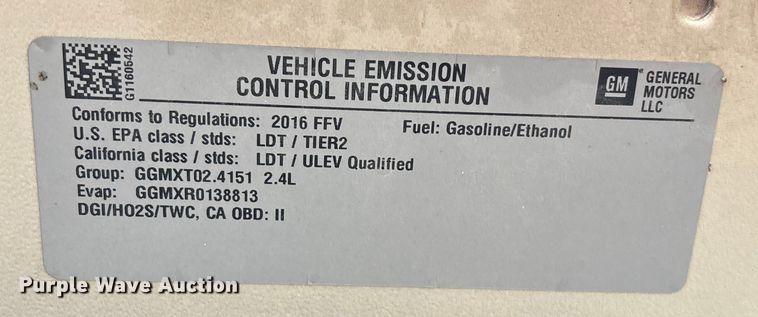 G1160542
VEHICLE EMISSION
CONTROL INFORMATION
GM
GENERAL
MOTORS
LLC
Conforms to Regulations: 2016 FFV Fuel: Gasoline/Ethanol
U.S. EPA class / stds: LDT / TIER2
California class / stds: LDT / ULEV Qualified
Group: GGMXT02.4151 2.4L
Evap: GGMXR0138813
DGI/HO2S/TWC, CA OBD: II
Purple Wave Auction